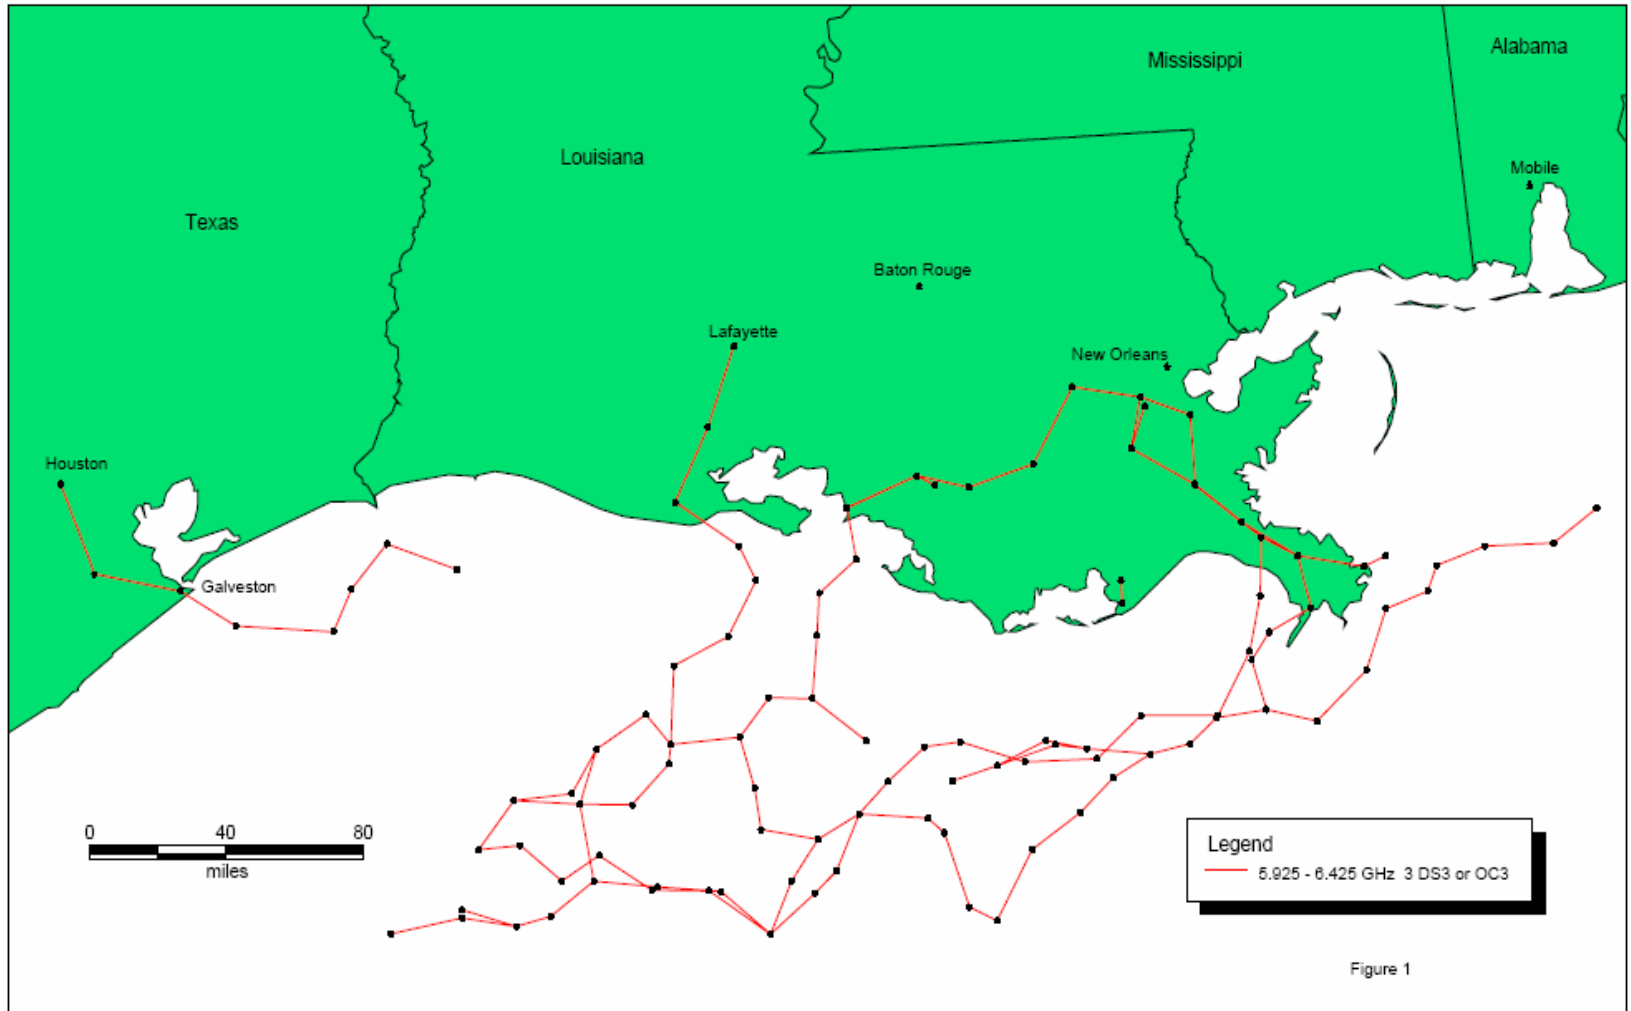 Alabama
Mississippi
Louisiana
Mobile
Texas
Baton Rouge
Lafayette
New Orleans
Houston
Galveston
0 40 80
miles
Legend
5.925 - 6.425 GHz 3 DS3 or OC3
Figure 1